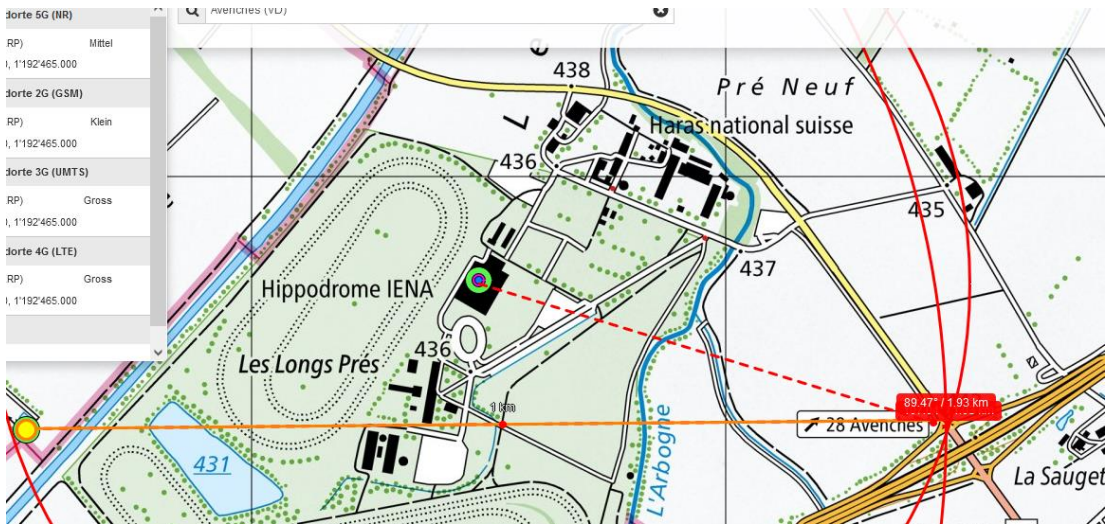 Avenches (VD)
dorte 5G (NR)
RP) Mittel
), 1'192'465.000
dorte 2G (GSM)
RP) Klein
), 1'192'465.000
dorte 3G (UMTS)
RP) Gross
), 1'192'465.000
dorte 4G (LTE)
RP) Gross
), 1'192'465.000
L e
438
Pré Neuf
Haras national suisse
436
435
437
Hippodrome IENA
436
Les Longs Prés
1 km
89.47° / 1.93 km
28 Avenches
431
L'Arbogne
La Sauget